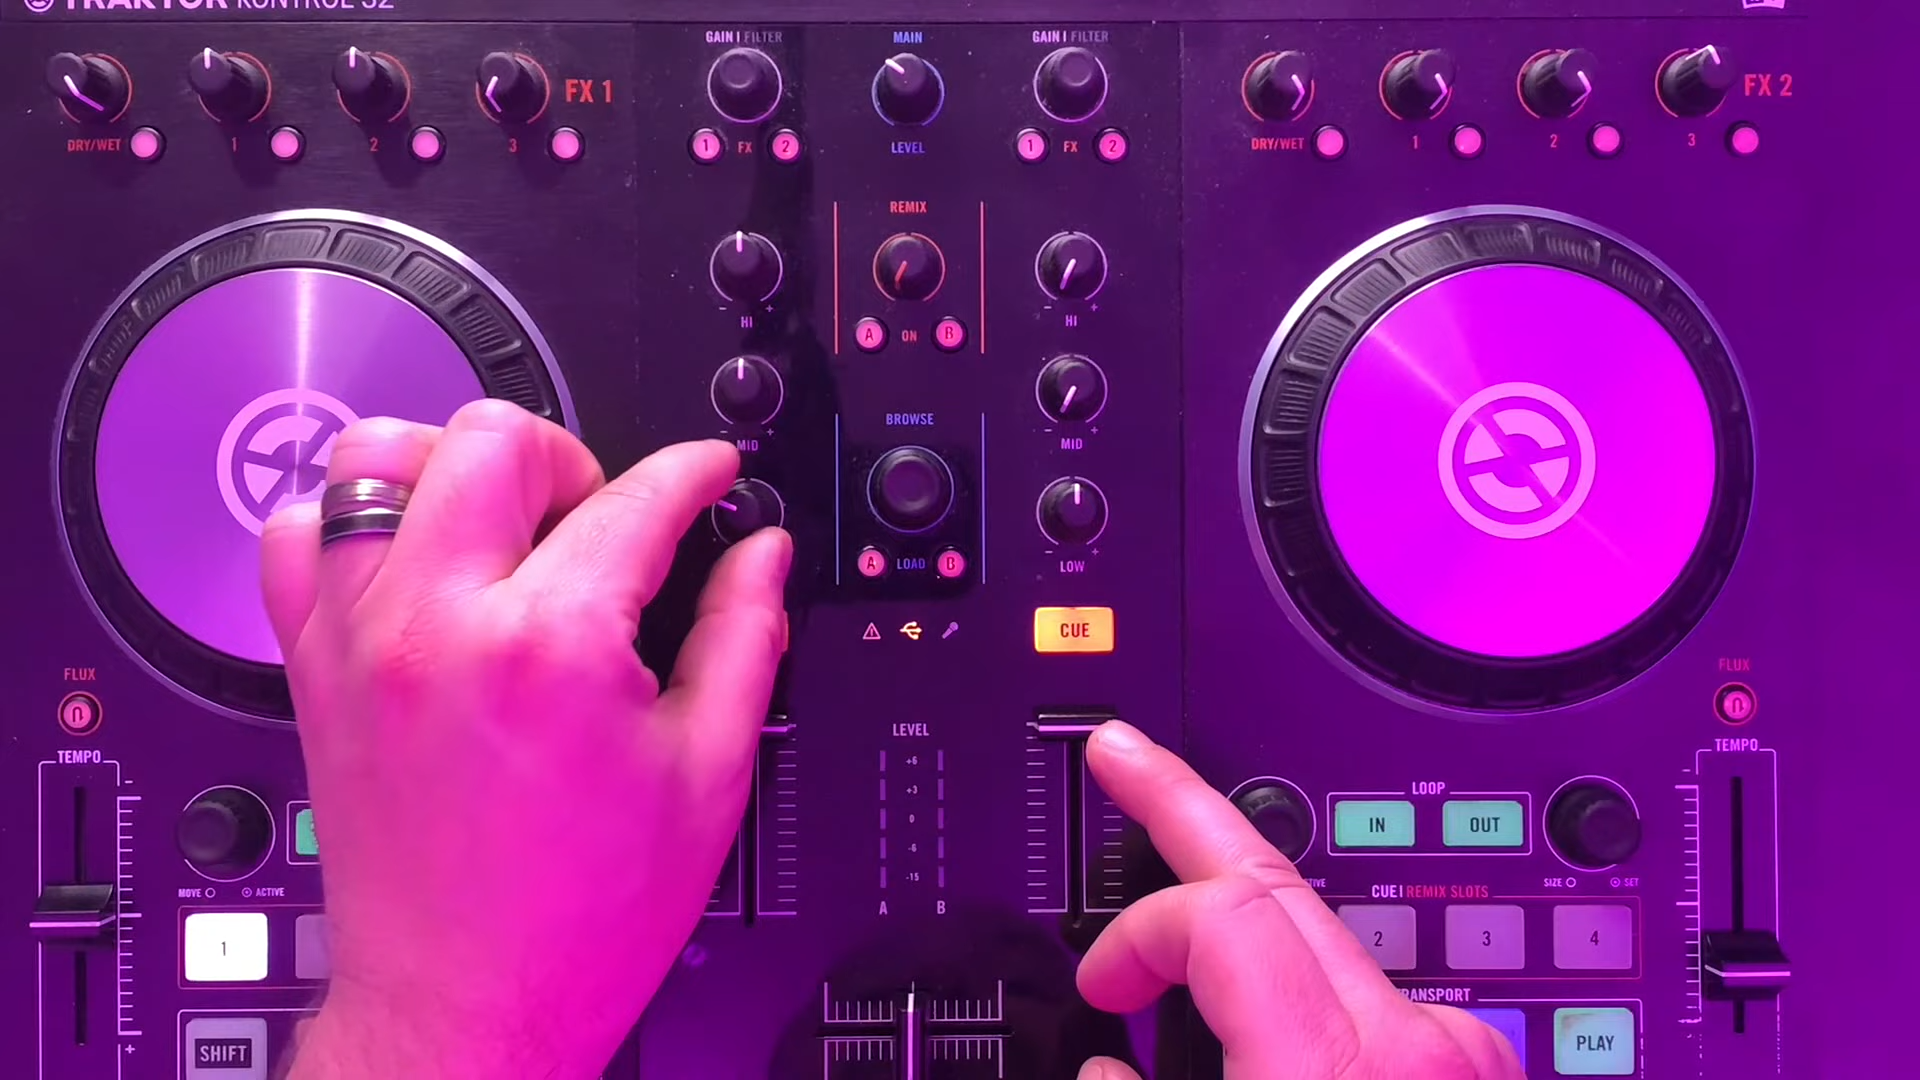 TRAKTOR KONTROL S2
GAIN | FILTER
MAIN
GAIN | FILTER
FX 1
FX 2
DRY/WET
1
2
3
1
FX
2
LEVEL
1
FX
2
DRY/WET
1
2
3
REMIX
- +
HI
A
ON
B
- +
HI
BROWSE
- +
MID
- +
MID
A
LOAD
B
- +
LOW
CUE
FLUX
FLUX
TEMPO
LEVEL
TEMPO
+6
+3
0
-6
-15
A
B
LOOP
IN
OUT
MOVE
ACTIVE
SIZE
SET
CUE | REMIX SLOTS
1
2
3
4
SHIFT
PLAY
-
+